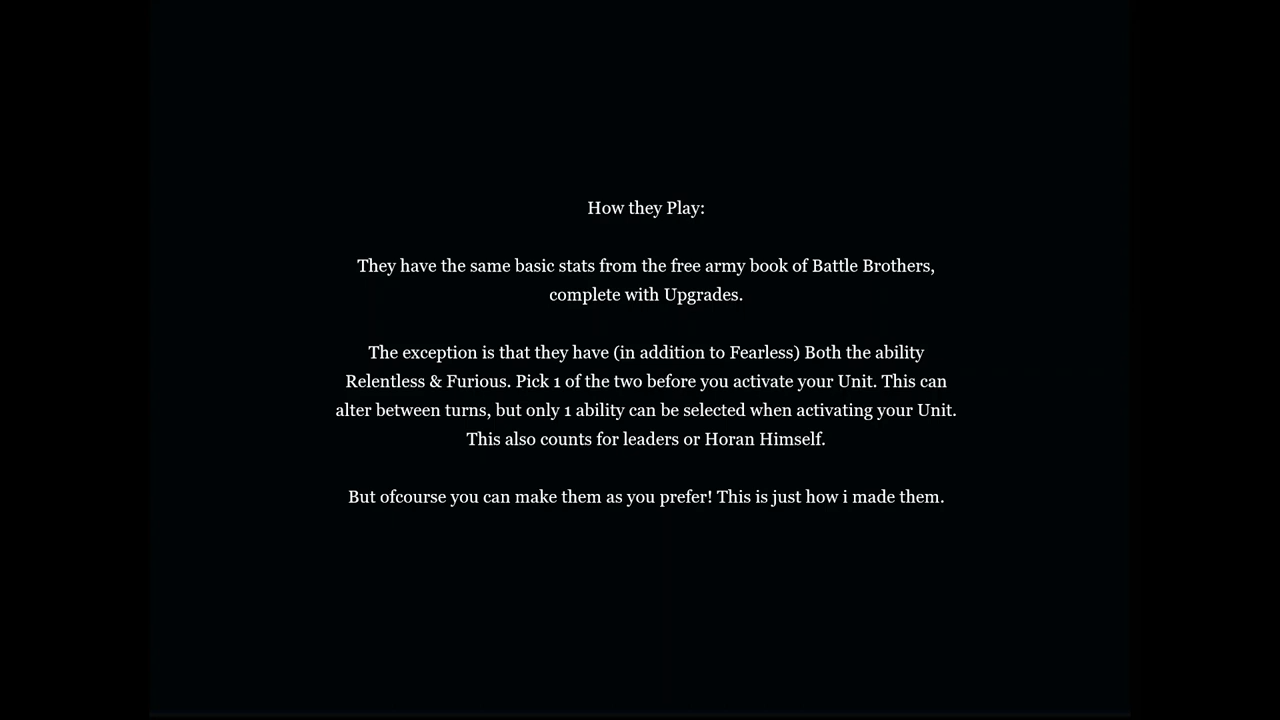 How they Play:
They have the same basic stats from the free army book of Battle Brothers,
complete with Upgrades.
The exception is that they have (in addition to Fearless) Both the ability
Relentless & Furious. Pick 1 of the two before you activate your Unit. This can
alter between turns, but only 1 ability can be selected when activating your Unit.
This also counts for leaders or Horan Himself.
But ofcourse you can make them as you prefer! This is just how i made them.